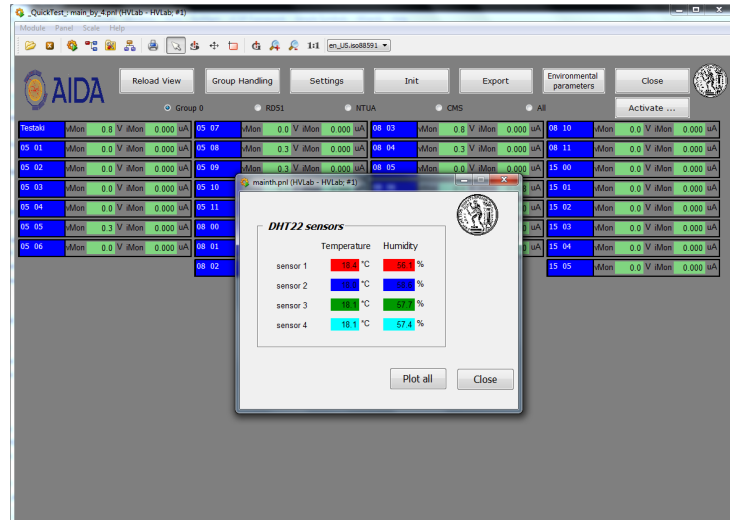 _QuickTest_: main_by_4.pnl (HVLab - HVLab; #1)
Module Panel Scale Help
1:1 en_US.iso88591
AIDA Reload View Group Handling Settings Init Export Environmental parameters Close
Group 0 RD51 NTUA CMS All Activate ...
Testaki vMon 0.8 V iMon 0.000 uA 05 07 vMon 0.0 V iMon 0.000 uA 08 03 vMon 0.8 V iMon 0.000 uA 08 10 vMon 0.0 V iMon 0.000 uA
05 01 vMon 0.0 V iMon 0.000 uA 05 08 vMon 0.3 V iMon 0.000 uA 08 04 vMon 0.3 V iMon 0.000 uA 08 11 vMon 0.0 V iMon 0.000 uA
05 02 vMon 0.0 V iMon 0.000 uA 05 09 vMon 0.3 V iMon 0.000 uA 08 05 vMon 0.0 V iMon 0.000 uA 15 00 vMon 0.0 V iMon 0.000 uA
05 03 vMon 0.0 V iMon 0.000 uA 05 10 uA 15 01 vMon 0.0 V iMon 0.000 uA
05 04 vMon 0.0 V iMon 0.000 uA 05 11 uA 15 02 vMon 0.0 V iMon 0.000 uA
05 05 vMon 0.3 V iMon 0.000 uA 08 00 uA 15 03 vMon 0.0 V iMon 0.000 uA
05 06 vMon 0.0 V iMon 0.000 uA 08 01 uA 15 04 vMon 0.0 V iMon 0.000 uA
08 02 15 05 vMon 0.0 V iMon 0.000 uA
mainth.pnl (HVLab - HVLab; #1)
DHT22 sensors
Temperature Humidity
sensor 1 18.4 °C 56.1 %
sensor 2 °C %
sensor 3 18.1 °C 57.7 %
sensor 4 18.1 °C 57.4 %
Plot all Close